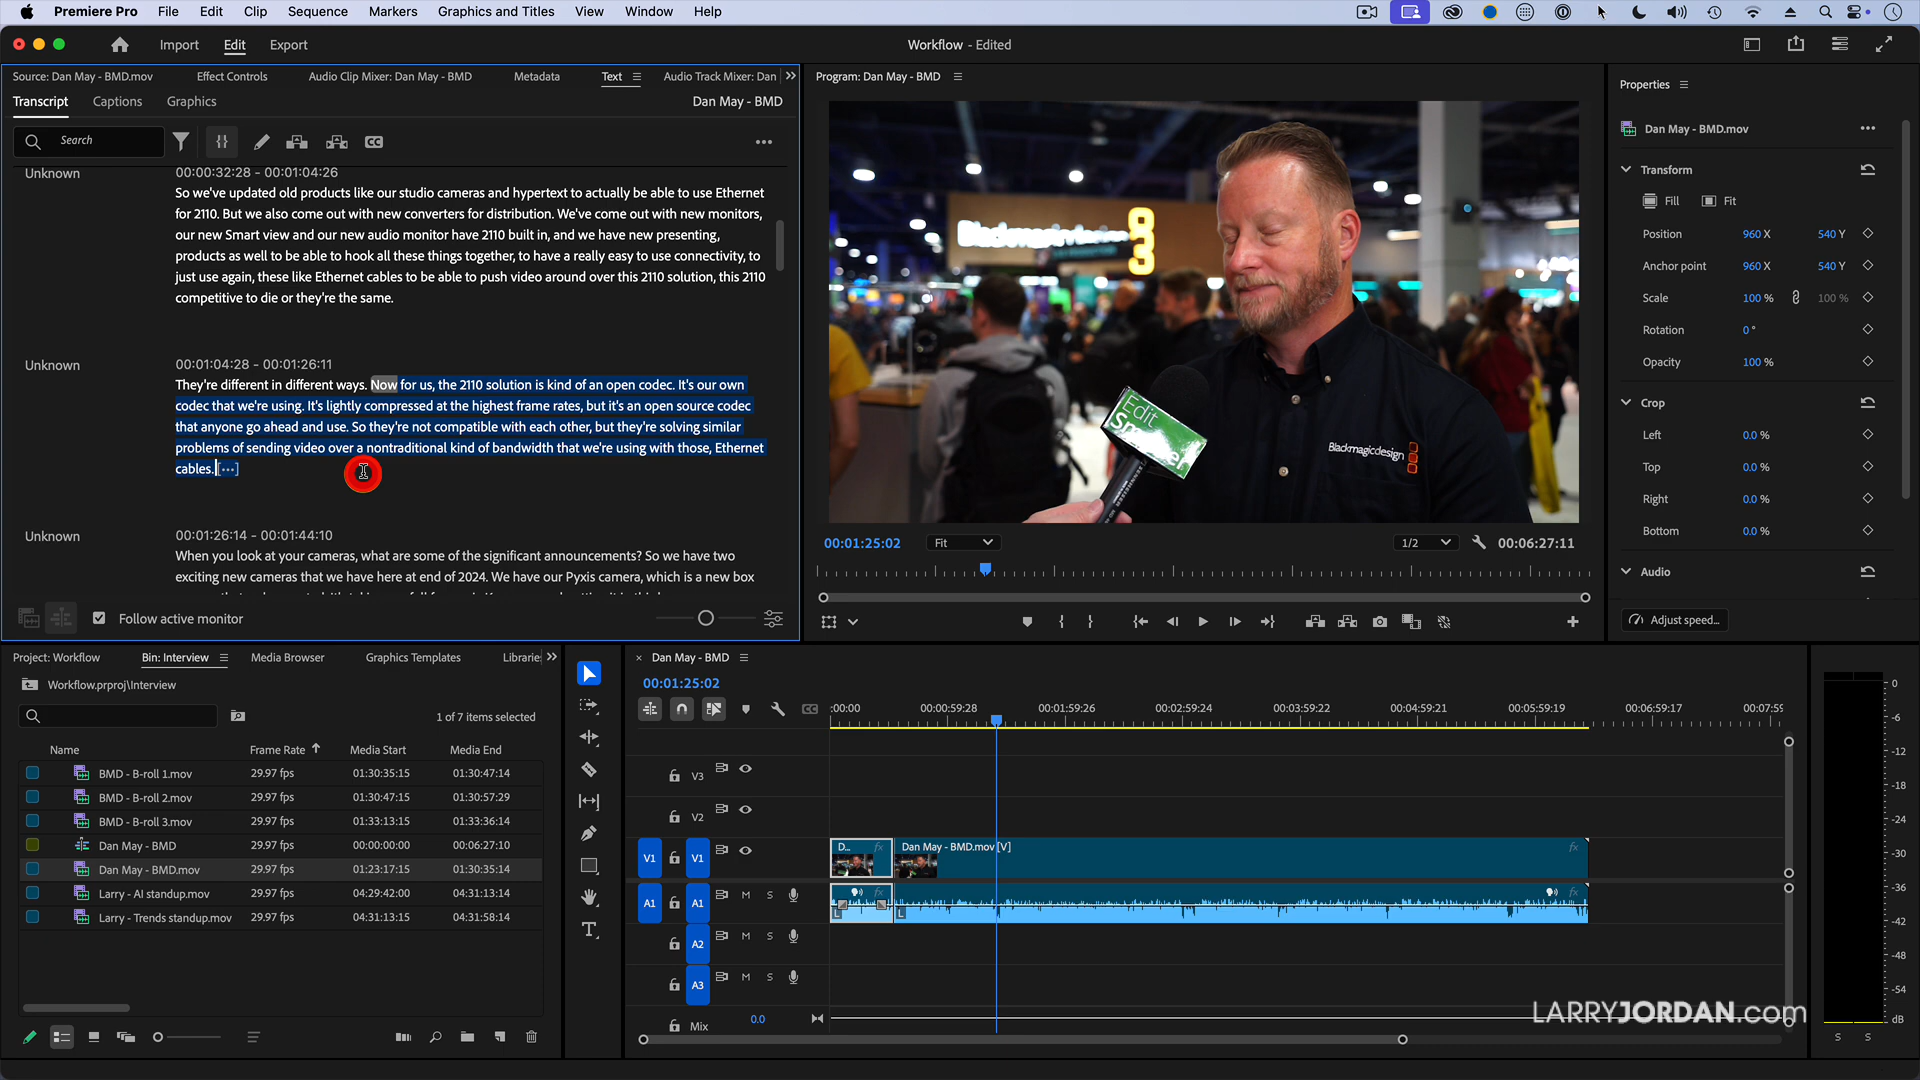 Premiere Pro File Edit Clip Sequence Markers Graphics and Titles View Window Help
Import Edit Export
Workflow - Edited
Source: Dan May - BMD.mov Effect Controls Audio Clip Mixer: Dan May - BMD Metadata Text Audio Track Mixer: Dan
Transcript Captions Graphics Dan May - BMD
Search
Unknown 00:00:32:28 - 00:01:04:26
So we've updated old products like our studio cameras and hypertext to actually be able to use Ethernet
for 2110. But we also come out with new converters for distribution. We've come out with new monitors,
our new Smart view and our new audio monitor have 2110 built in, and we have new presenting,
products as well to be able to hook all these things together, to have a really easy to use connectivity, to
just use again, these like Ethernet cables to be able to push video around over this 2110 solution, this 2110
competitive to die or they're the same.
Unknown 00:01:04:28 - 00:01:26:11
They're different in different ways. Now for us, the 2110 solution is kind of an open codec. It's our own
codec that we're using. It's lightly compressed at the highest frame rates, but it's an open source codec
that anyone go ahead and use. So they're not compatible with each other, but they're solving similar
problems of sending video over a nontraditional kind of bandwidth that we're using with those, Ethernet
cables. [...]
Unknown 00:01:26:14 - 00:01:44:10
When you look at your cameras, what are some of the significant announcements? So we have two
exciting new cameras that we have here at end of 2024. We have our Pyxis camera, which is a new box
Follow active monitor
Program: Dan May - BMD
Edit
Blackmagicdesign
00:01:25:02 Fit 1/2 00:06:27:11
Properties
Dan May - BMD.mov
Transform
Fill Fit
Position 960 X 540 Y
Anchor point 960 X 540 Y
Scale 100 % 100 %
Rotation 0 °
Opacity 100 %
Crop
Left 0.0 %
Top 0.0 %
Right 0.0 %
Bottom 0.0 %
Audio
Adjust speed...
Project: Workflow Bin: Interview Media Browser Graphics Templates Librarie
Workflow.prproj\Interview
1 of 7 items selected
Name Frame Rate Media Start Media End
BMD - B-roll 1.mov 29.97 fps 01:30:35:15 01:30:47:14
BMD - B-roll 2.mov 29.97 fps 01:30:47:15 01:30:57:29
BMD - B-roll 3.mov 29.97 fps 01:33:13:15 01:33:36:14
Dan May - BMD 29.97 fps 00:00:00:00 00:06:27:10
Dan May - BMD.mov 29.97 fps 01:23:17:15 01:30:35:14
Larry - AI standup.mov 29.97 fps 04:29:42:00 04:31:13:14
Larry - Trends standup.mov 29.97 fps 04:31:13:15 04:31:58:14
× Dan May - BMD
00:01:25:02
CC :00:00 00:00:59:28 00:01:59:26 00:02:59:24 00:03:59:22 00:04:59:21 00:05:59:19 00:06:59:17 00:07:59
V3
V2
V1 V1 D... fx Dan May - BMD.mov [V] fx
A1 A1 M S fx fx
L L
A2 M S
A3 M S
Mix 0.0
0
-6
-12
-18
-24
-30
-36
-42
-48
-54
dB
S S
LARRYJORDAN.com